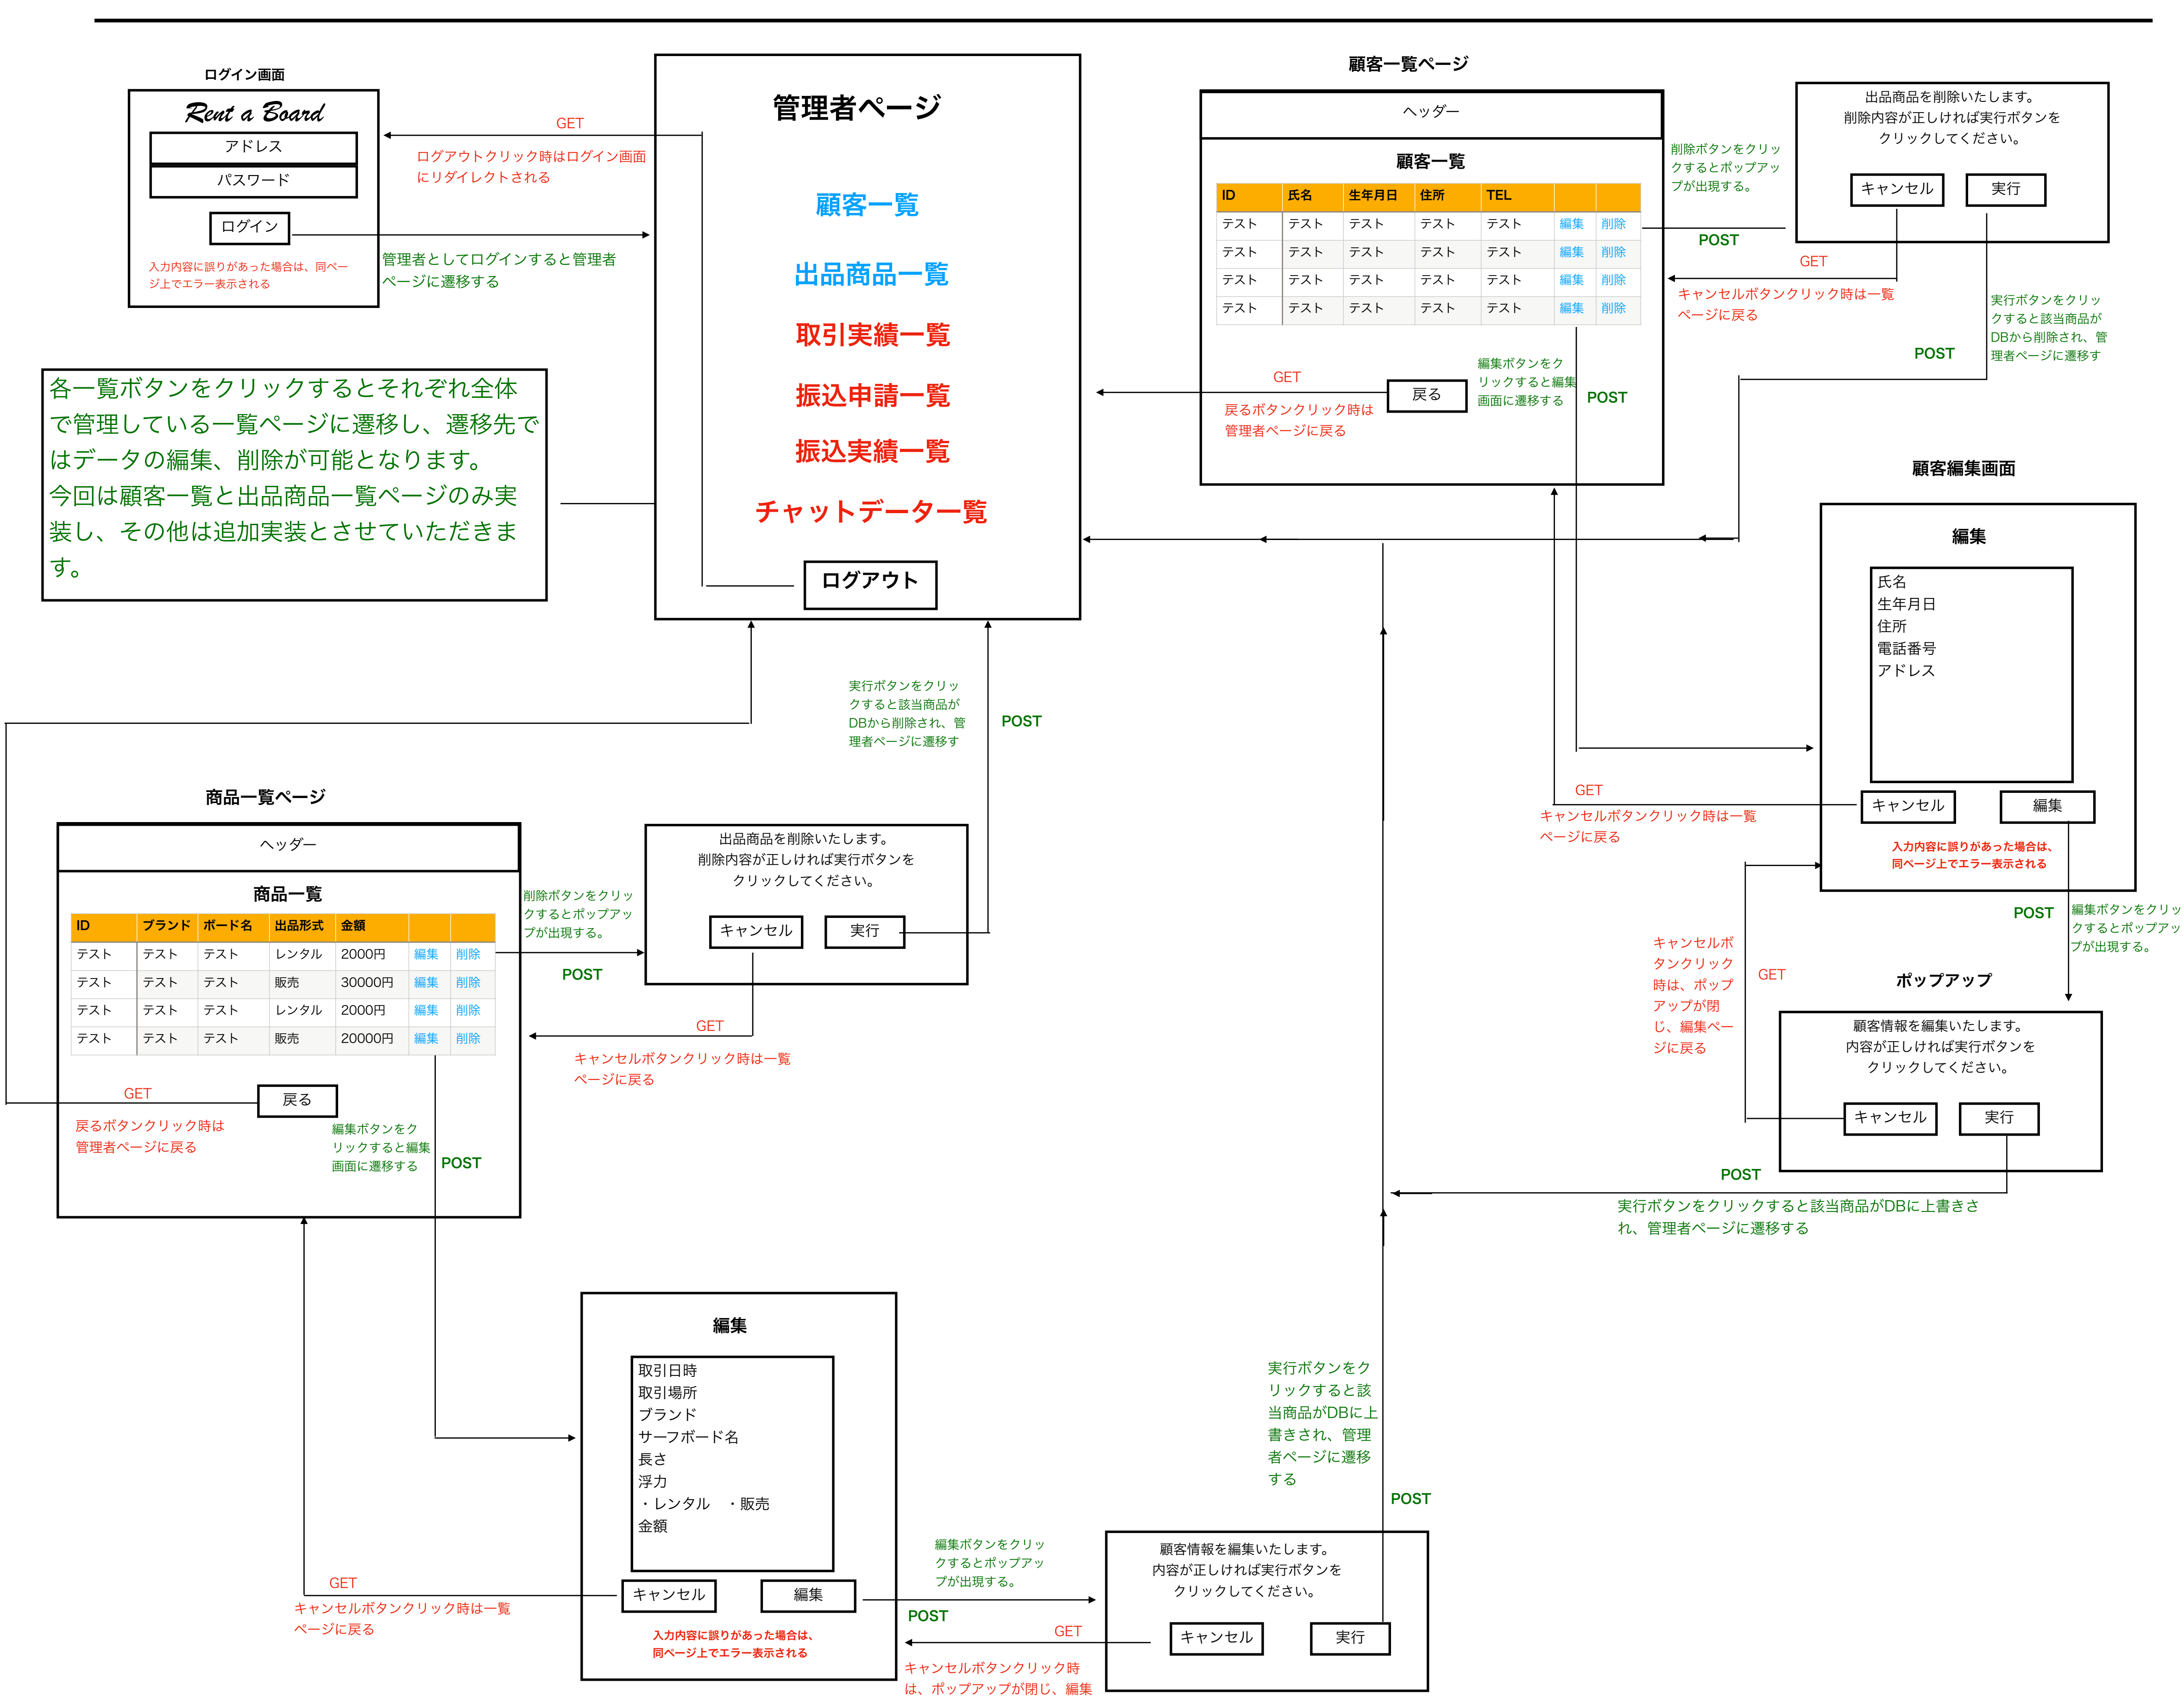 ログイン画面
Rent a Board
アドレス
パスワード
ログイン
入力内容に誤りがあった場合は、同ペー
ジ上でエラー表示される
GET
ログアウトクリック時はログイン画面
にリダイレクトされる
管理者としてログインすると管理者
ページに遷移する
各一覧ボタンをクリックするとそれぞれ全体
で管理している一覧ページに遷移し、遷移先で
はデータの編集、削除が可能となります。
今回は顧客一覧と出品商品一覧ページのみ実
装し、その他は追加実装とさせていただきま
す。
管理者ページ
顧客一覧
出品商品一覧
取引実績一覧
振込申請一覧
振込実績一覧
チャットデータ一覧
ログアウト
顧客一覧ページ
ヘッダー
顧客一覧
ID 氏名 生年月日 住所 TEL
テスト テスト テスト テスト テスト 編集 削除
テスト テスト テスト テスト テスト 編集 削除
テスト テスト テスト テスト テスト 編集 削除
テスト テスト テスト テスト テスト 編集 削除
GET
戻る
戻るボタンクリック時は
管理者ページに戻る
編集ボタンをク
リックすると編集
画面に遷移する
POST
削除ボタンをクリッ
クするとポップアッ
プが出現する。
POST
出品商品を削除いたします。
削除内容が正しければ実行ボタンを
クリックしてください。
キャンセル 実行
GET
キャンセルボタンクリック時は一覧
ページに戻る
実行ボタンをクリッ
クすると該当商品が
DBから削除され、管
理者ページに遷移す
POST
顧客編集画面
編集
氏名
生年月日
住所
電話番号
アドレス
キャンセル 編集
入力内容に誤りがあった場合は、
同ページ上でエラー表示される
GET
キャンセルボタンクリック時は一覧
ページに戻る
POST
編集ボタンをクリッ
クするとポップアッ
プが出現する。
キャンセルボ
タンクリック
時は、ポップ
アップが閉
じ、編集ペー
ジに戻る
GET
ポップアップ
顧客情報を編集いたします。
内容が正しければ実行ボタンを
クリックしてください。
キャンセル 実行
POST
実行ボタンをクリックすると該当商品がDBに上書きさ
れ、管理者ページに遷移する
実行ボタンをクリッ
クすると該当商品が
DBから削除され、管
理者ページに遷移す
POST
商品一覧ページ
ヘッダー
商品一覧
ID ブランド ボード名 出品形式 金額
テスト テスト テスト レンタル 2000円 編集 削除
テスト テスト テスト 販売 30000円 編集 削除
テスト テスト テスト レンタル 2000円 編集 削除
テスト テスト テスト 販売 20000円 編集 削除
GET
戻る
戻るボタンクリック時は
管理者ページに戻る
編集ボタンをク
リックすると編集
画面に遷移する
POST
削除ボタンをクリッ
クするとポップアッ
プが出現する。
POST
出品商品を削除いたします。
削除内容が正しければ実行ボタンを
クリックしてください。
キャンセル 実行
GET
キャンセルボタンクリック時は一覧
ページに戻る
編集
取引日時
取引場所
ブランド
サーフボード名
長さ
浮力
・レンタル ・販売
金額
キャンセル 編集
入力内容に誤りがあった場合は、
同ページ上でエラー表示される
GET
キャンセルボタンクリック時は一覧
ページに戻る
編集ボタンをクリッ
クするとポップアッ
プが出現する。
POST
GET
キャンセルボタンクリック時
は、ポップアップが閉じ、編集
実行ボタンをク
リックすると該
当商品がDBに上
書きされ、管理
者ページに遷移
する
POST
顧客情報を編集いたします。
内容が正しければ実行ボタンを
クリックしてください。
キャンセル 実行